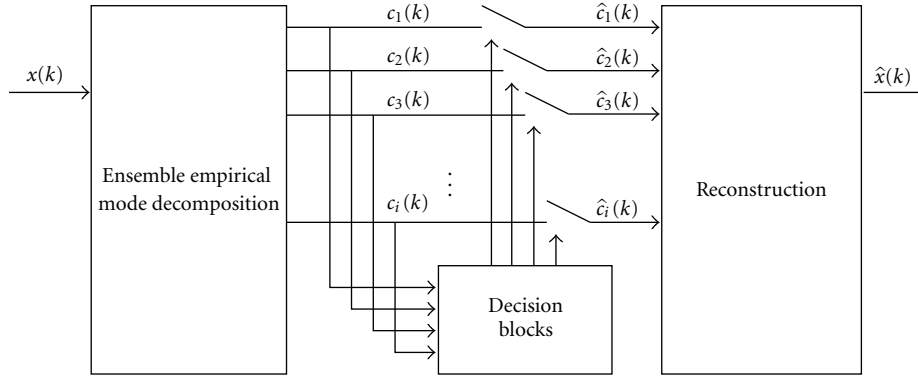 x(k)
Ensemble empirical
mode decomposition
c₁(k)
c₂(k)
c₃(k)
⋮
cᵢ(k)
ĉ₁(k)
ĉ₂(k)
ĉ₃(k)
ĉᵢ(k)
Decision
blocks
Reconstruction
x̂(k)